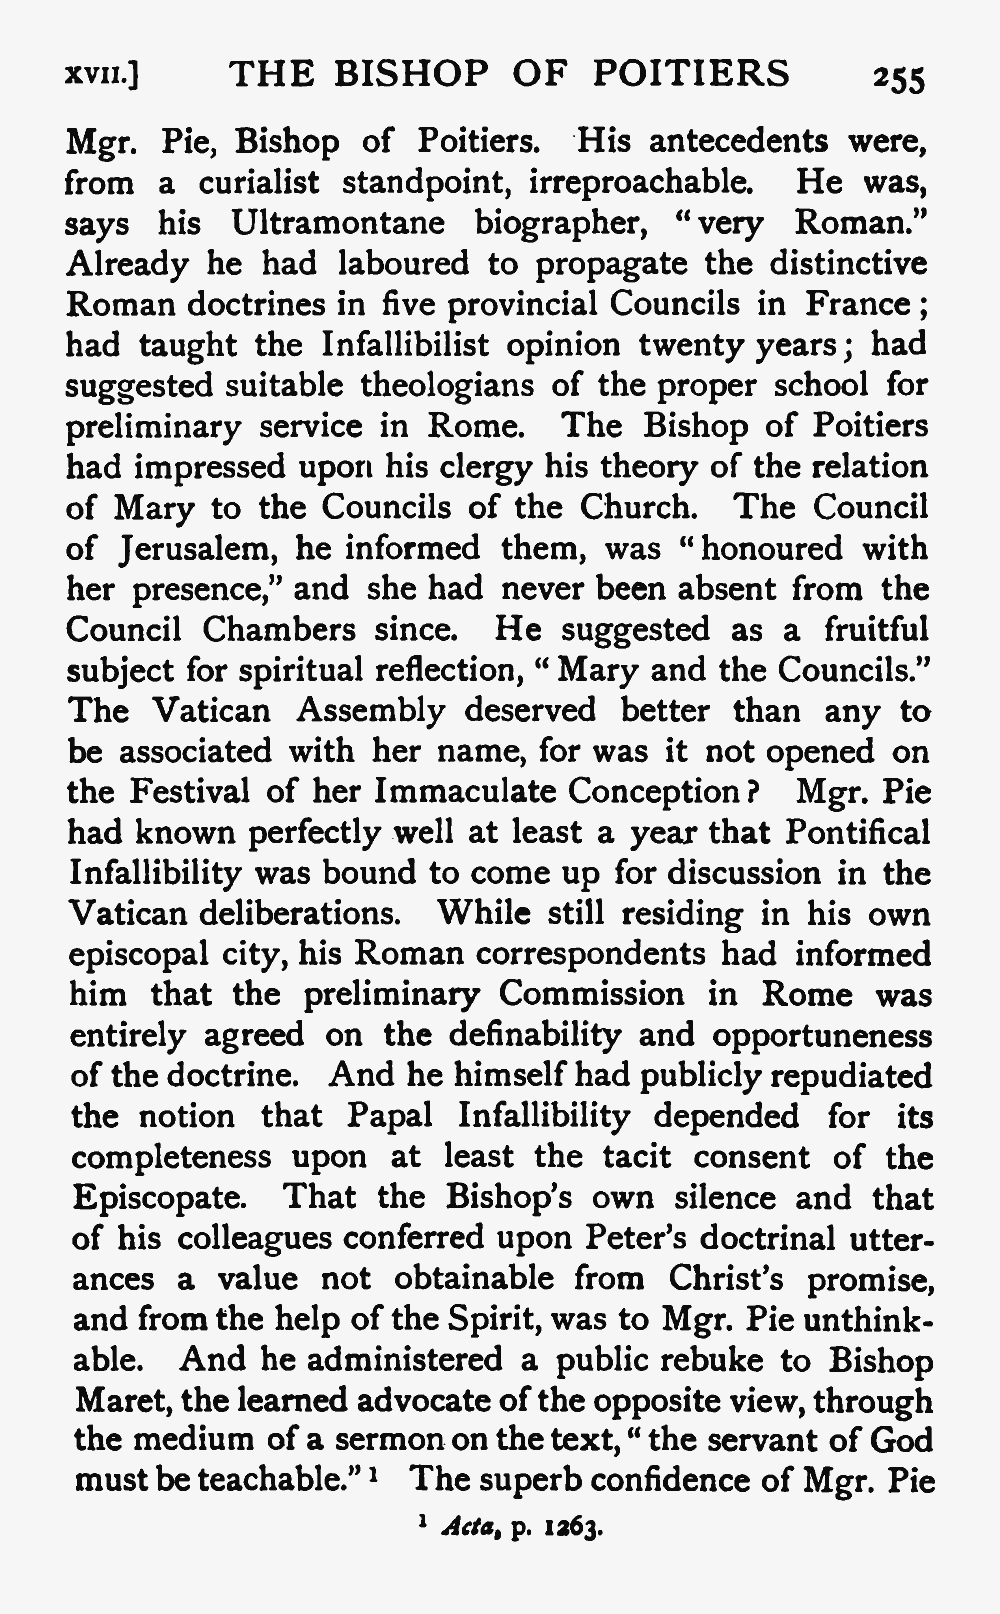 XVII.] THE BISHOP OF POITIERS 255
Mgr. Pie, Bishop of Poitiers. His antecedents were,
from a curialist standpoint, irreproachable. He was,
says his Ultramontane biographer, “very Roman.”
Already he had laboured to propagate the distinctive
Roman doctrines in five provincial Councils in France;
had taught the Infallibilist opinion twenty years; had
suggested suitable theologians of the proper school for
preliminary service in Rome. The Bishop of Poitiers
had impressed upon his clergy his theory of the relation
of Mary to the Councils of the Church. The Council
of Jerusalem, he informed them, was “honoured with
her presence,” and she had never been absent from the
Council Chambers since. He suggested as a fruitful
subject for spiritual reflection, “Mary and the Councils.”
The Vatican Assembly deserved better than any to
be associated with her name, for was it not opened on
the Festival of her Immaculate Conception? Mgr. Pie
had known perfectly well at least a year that Pontifical
Infallibility was bound to come up for discussion in the
Vatican deliberations. While still residing in his own
episcopal city, his Roman correspondents had informed
him that the preliminary Commission in Rome was
entirely agreed on the definability and opportuneness
of the doctrine. And he himself had publicly repudiated
the notion that Papal Infallibility depended for its
completeness upon at least the tacit consent of the
Episcopate. That the Bishop’s own silence and that
of his colleagues conferred upon Peter’s doctrinal utter-
ances a value not obtainable from Christ’s promise,
and from the help of the Spirit, was to Mgr. Pie unthink-
able. And he administered a public rebuke to Bishop
Maret, the learned advocate of the opposite view, through
the medium of a sermon on the text, “the servant of God
must be teachable.” ¹ The superb confidence of Mgr. Pie
¹ Acta, p. 1263.